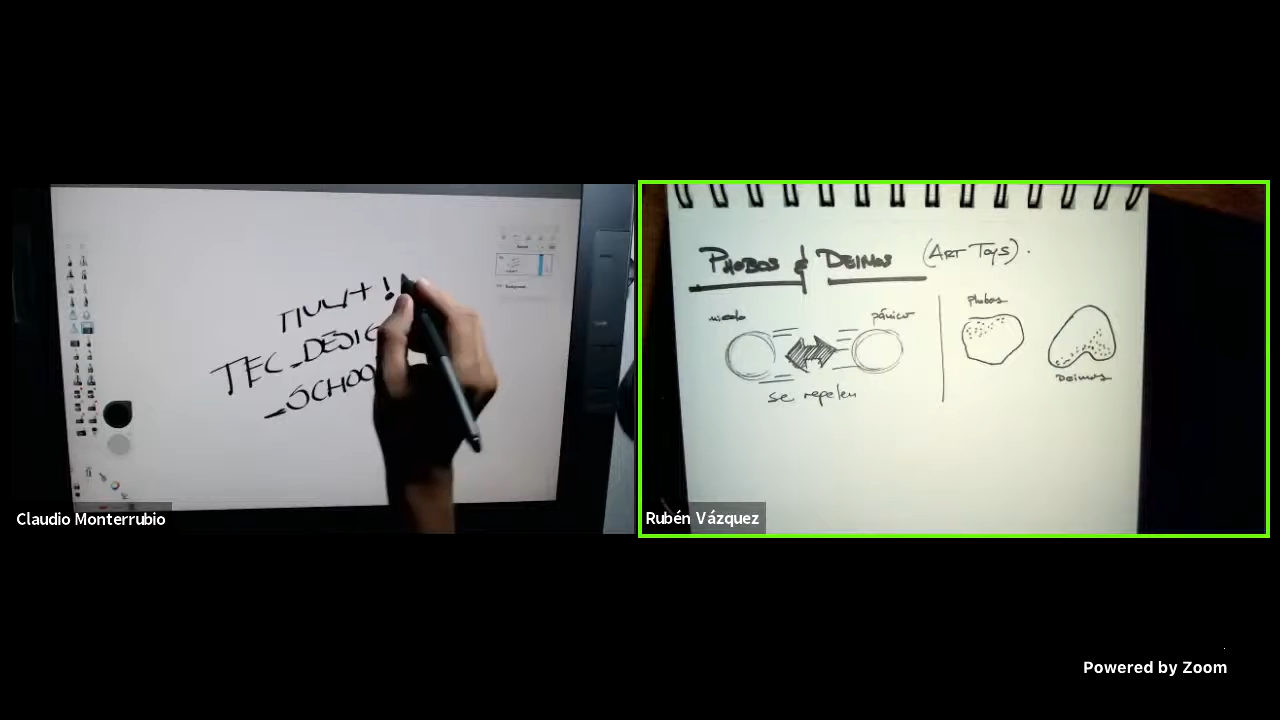 TEC_DESIG
_SCHOO
Claudio Monterrubio
PHOBOS & DEIMOS (ART TOYS).
miedo
pánico
se repelen
phobos
Deimos
Rubén Vázquez
Powered by Zoom